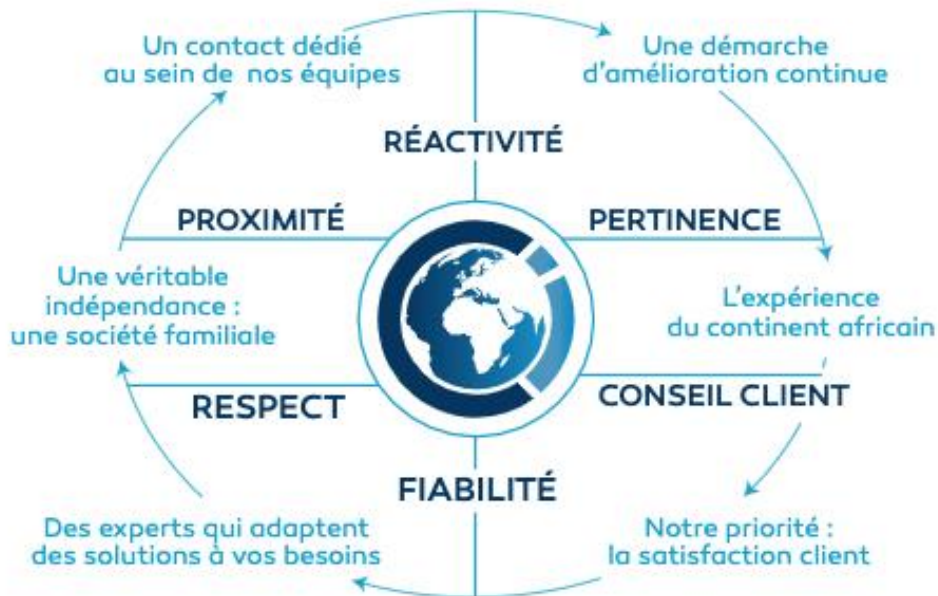 Un contact dédié
au sein de nos équipes
Une démarche
d'amélioration continue
RÉACTIVITÉ
PROXIMITÉ
PERTINENCE
Une véritable
indépendance :
une société familiale
L'expérience
du continent africain
RESPECT
CONSEIL CLIENT
FIABILITÉ
Des experts qui adaptent
des solutions à vos besoins
Notre priorité :
la satisfaction client